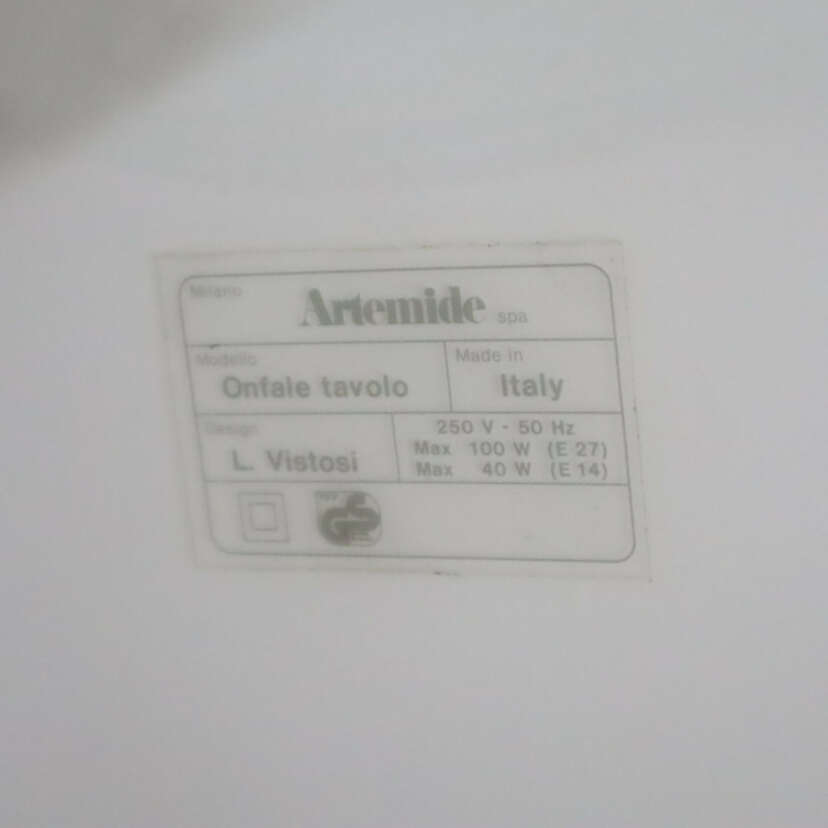 Milano
Artemide spa
Modello
Onfale tavolo
Made in
Italy
Design
L. Vistosi
250 V - 50 Hz
Max 100 W (E 27)
Max 40 W (E 14)
GS